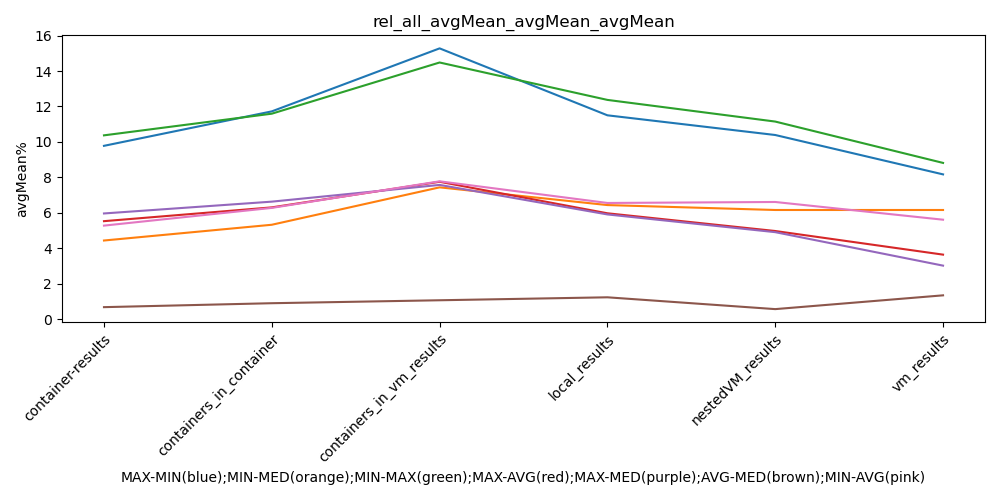 rel_all_avgMean_avgMean_avgMean
16
14
12
10
8
6
4
2
0
avgMean%
container-results
containers_in_container
containers_in_vm_results
local_results
nestedVM_results
vm_results
MAX-MIN(blue);MIN-MED(orange);MIN-MAX(green);MAX-AVG(red);MAX-MED(purple);AVG-MED(brown);MIN-AVG(pink)